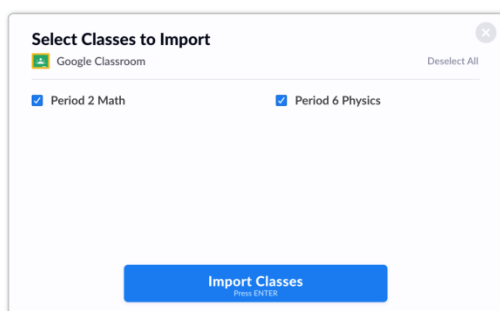 Select Classes to Import
Google Classroom
Deselect All
Period 2 Math
Period 6 Physics
Import Classes
Press ENTER